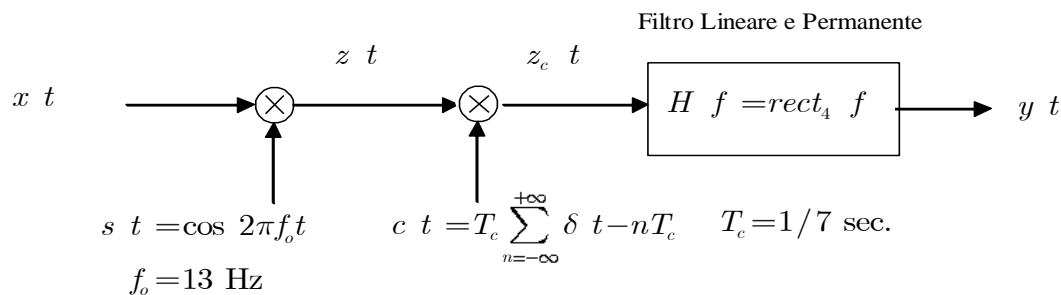 Filtro Lineare e Permanente
z t
z_c t
x t
H f =rect_4 f
y t
s t =cos 2πf_o t
c t =T_c ∑_{n=-∞}^{+∞} δ t-nT_c
T_c=1/7 sec.
f_o=13 Hz